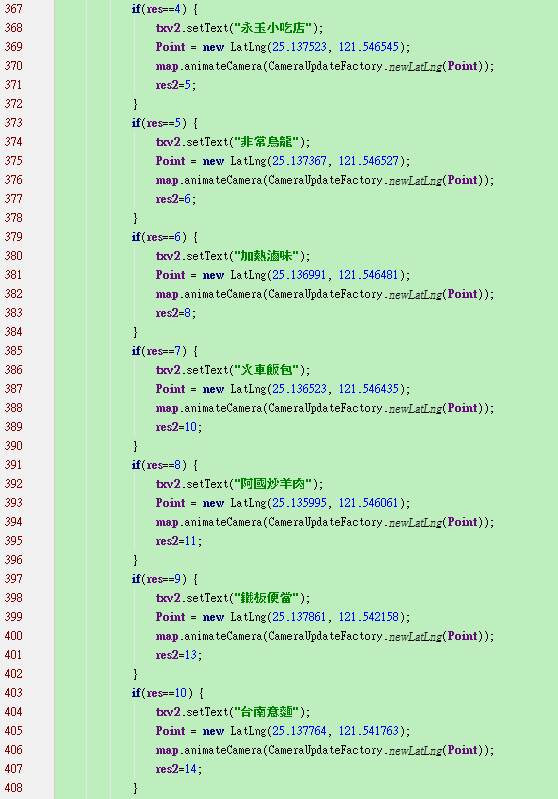 367 if(res==4) {
368 txv2.setText("永玉小吃店");
369 Point = new LatLng(25.137523, 121.546545);
370 map.animateCamera(CameraUpdateFactory.newLatLng(Point));
371 res2=5;
372 }
373 if(res==5) {
374 txv2.setText("非常烏龍");
375 Point = new LatLng(25.137367, 121.546527);
376 map.animateCamera(CameraUpdateFactory.newLatLng(Point));
377 res2=6;
378 }
379 if(res==6) {
380 txv2.setText("加熱滷味");
381 Point = new LatLng(25.136991, 121.546481);
382 map.animateCamera(CameraUpdateFactory.newLatLng(Point));
383 res2=8;
384 }
385 if(res==7) {
386 txv2.setText("火車飯包");
387 Point = new LatLng(25.136523, 121.546435);
388 map.animateCamera(CameraUpdateFactory.newLatLng(Point));
389 res2=10;
390 }
391 if(res==8) {
392 txv2.setText("阿國炒羊肉");
393 Point = new LatLng(25.135995, 121.546061);
394 map.animateCamera(CameraUpdateFactory.newLatLng(Point));
395 res2=11;
396 }
397 if(res==9) {
398 txv2.setText("鐵板便當");
399 Point = new LatLng(25.137861, 121.542158);
400 map.animateCamera(CameraUpdateFactory.newLatLng(Point));
401 res2=13;
402 }
403 if(res==10) {
404 txv2.setText("台南意麵");
405 Point = new LatLng(25.137764, 121.541763);
406 map.animateCamera(CameraUpdateFactory.newLatLng(Point));
407 res2=14;
408 }